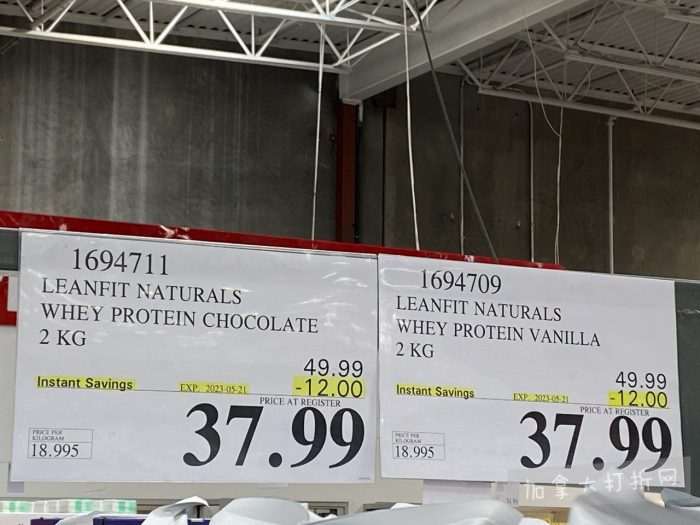 1694711
LEANFIT NATURALS
WHEY PROTEIN CHOCOLATE
2 KG
49.99
Instant Savings EXP. 2023-05-21 -12.00
PRICE AT REGISTER
PRICE PER
KILOGRAM
18.995
37.99
1694709
LEANFIT NATURALS
WHEY PROTEIN VANILLA
2 KG
49.99
Instant Savings EXP. 2023-05-21 -12.00
PRICE AT REGISTER
PRICE PER
KILOGRAM
18.995
37.99
加拿大打折网